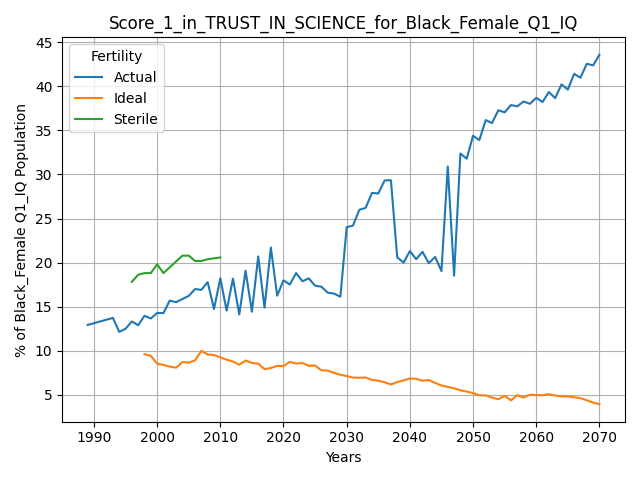 Score_1_in_TRUST_IN_SCIENCE_for_Black_Female_Q1_IQ
Fertility
Actual
Ideal
Sterile
% of Black_Female Q1_IQ Population
45
40
35
30
25
20
15
10
5
1990 2000 2010 2020 2030 2040 2050 2060 2070
Years